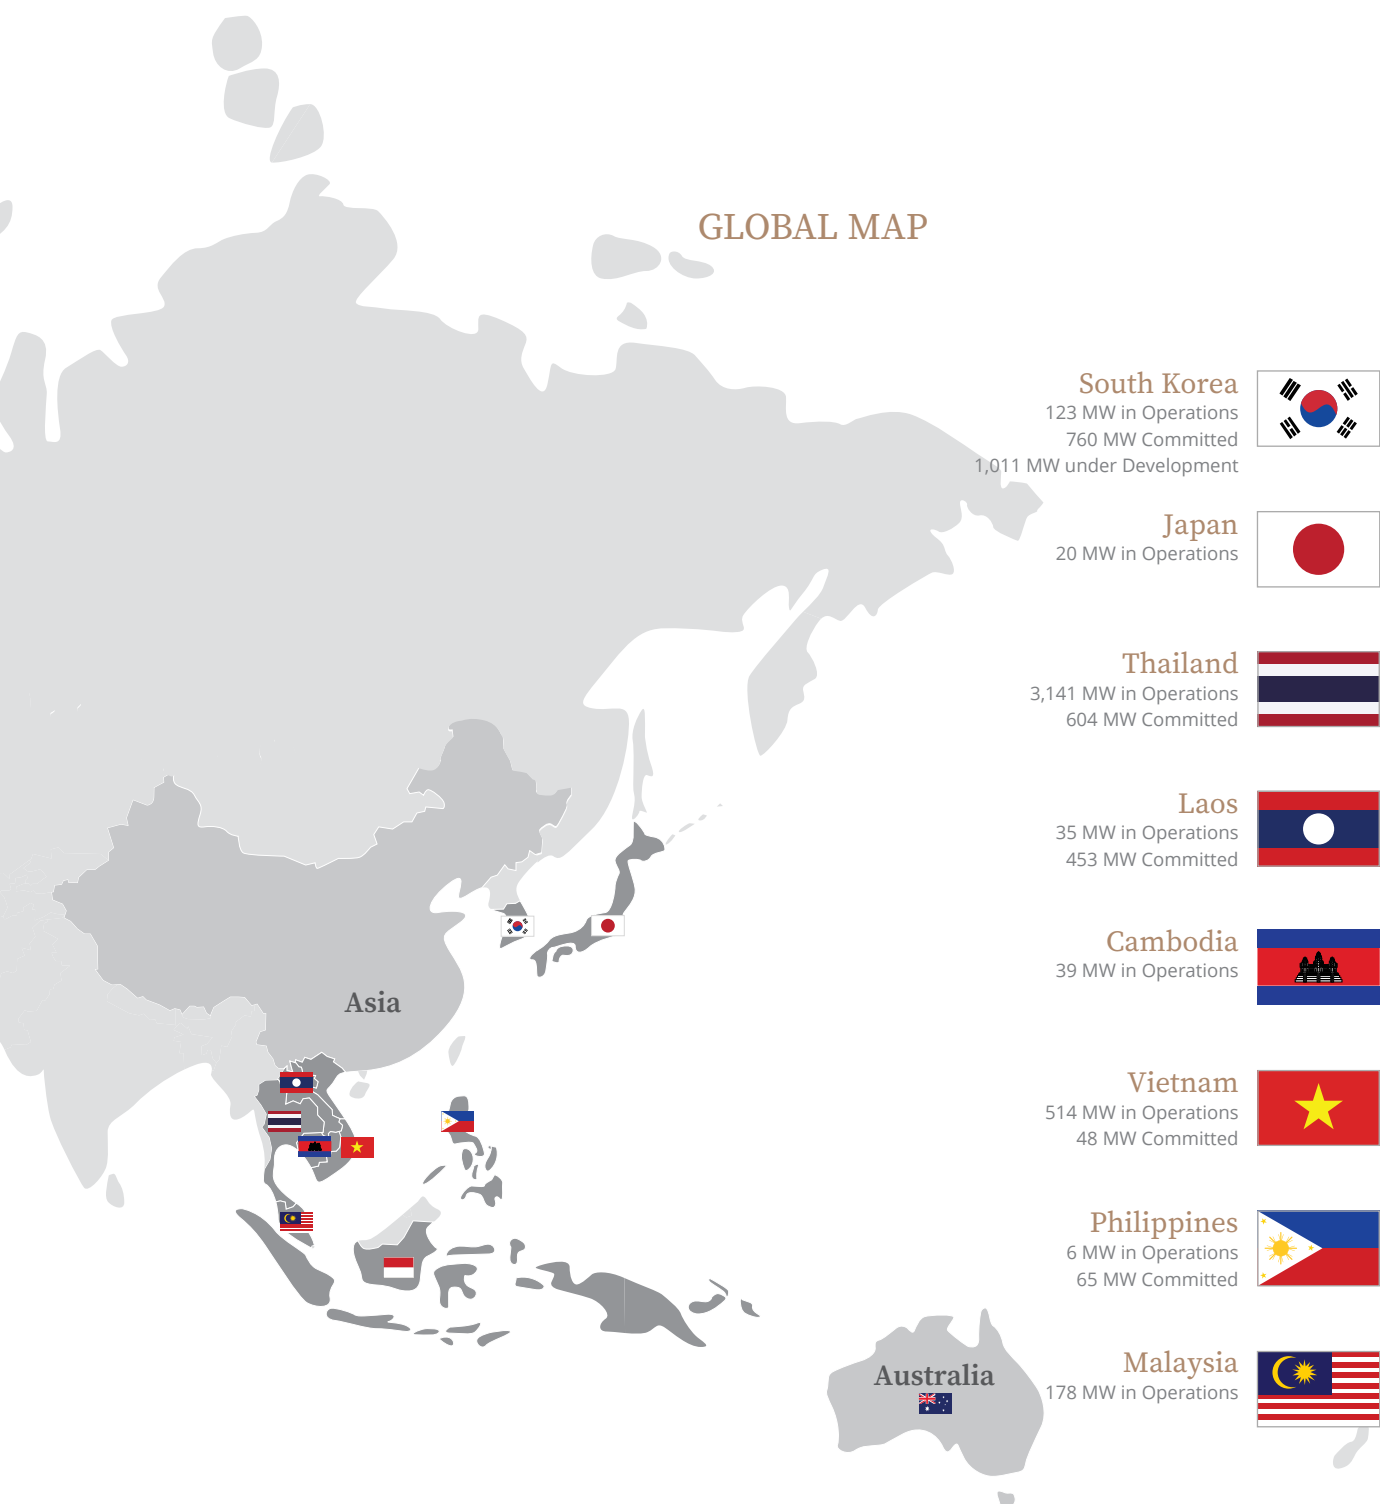 GLOBAL MAP
South Korea
123 MW in Operations
760 MW Committed
1,011 MW under Development
Japan
20 MW in Operations
Thailand
3,141 MW in Operations
604 MW Committed
Laos
35 MW in Operations
453 MW Committed
Cambodia
39 MW in Operations
Asia
Vietnam
514 MW in Operations
48 MW Committed
Philippines
6 MW in Operations
65 MW Committed
Malaysia
178 MW in Operations
Australia